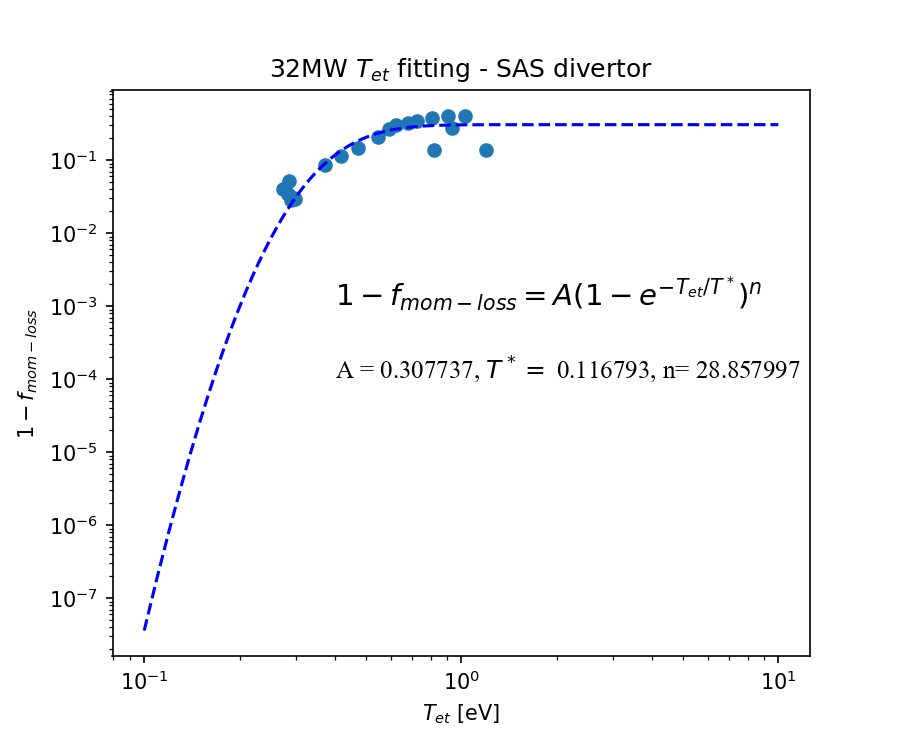 32MW $T_{et}$ fitting - SAS divertor
$1 - f_{mom-loss}$
$10^{-1}$
$10^{-2}$
$10^{-3}$
$10^{-4}$
$10^{-5}$
$10^{-6}$
$10^{-7}$
$1 - f_{mom-loss} = A(1 - e^{-T_{et}/T^*})^n$
A = 0.307737, $T^* =$ 0.116793, n= 28.857997
$10^{-1}$ $10^{0}$ $10^{1}$
$T_{et}$ [eV]